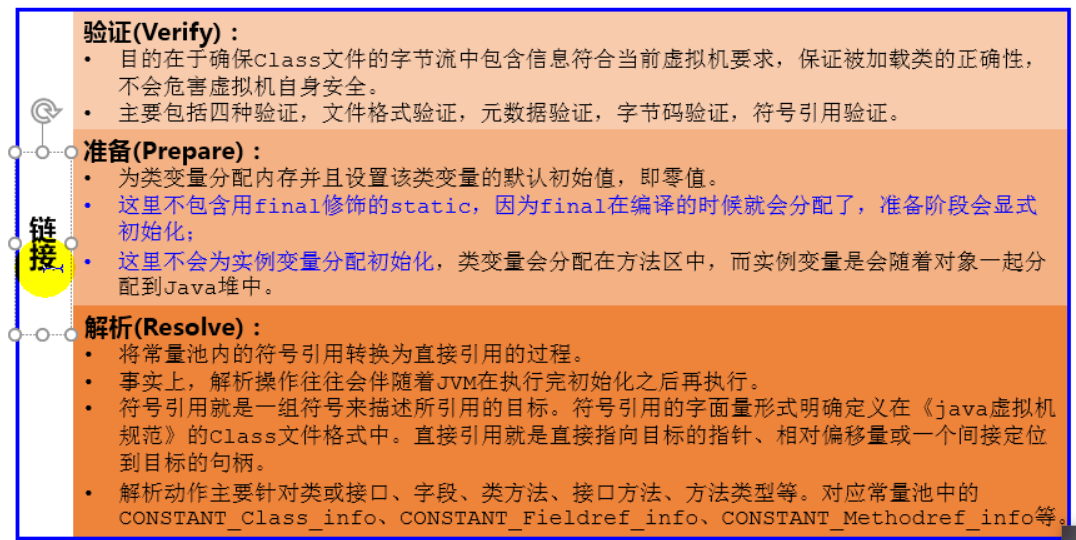 链
接
验证(Verify)：
• 目的在于确保Class文件的字节流中包含信息符合当前虚拟机要求，保证被加载类的正确性，
不会危害虚拟机自身安全。
• 主要包括四种验证，文件格式验证，元数据验证，字节码验证，符号引用验证。
准备(Prepare)：
• 为类变量分配内存并且设置该类变量的默认初始值，即零值。
• 这里不包含用final修饰的static，因为final在编译的时候就会分配了，准备阶段会显式
初始化；
• 这里不会为实例变量分配初始化，类变量会分配在方法区中，而实例变量是会随着对象一起分
配到Java堆中。
解析(Resolve)：
• 将常量池内的符号引用转换为直接引用的过程。
• 事实上，解析操作往往会伴随着JVM在执行完初始化之后再执行。
• 符号引用就是一组符号来描述所引用的目标。符号引用的字面量形式明确定义在《java虚拟机
规范》的Class文件格式中。直接引用就是直接指向目标的指针、相对偏移量或一个间接定位
到目标的句柄。
• 解析动作主要针对类或接口、字段、类方法、接口方法、方法类型等。对应常量池中的
CONSTANT_Class_info、CONSTANT_Fieldref_info、CONSTANT_Methodref_info等。